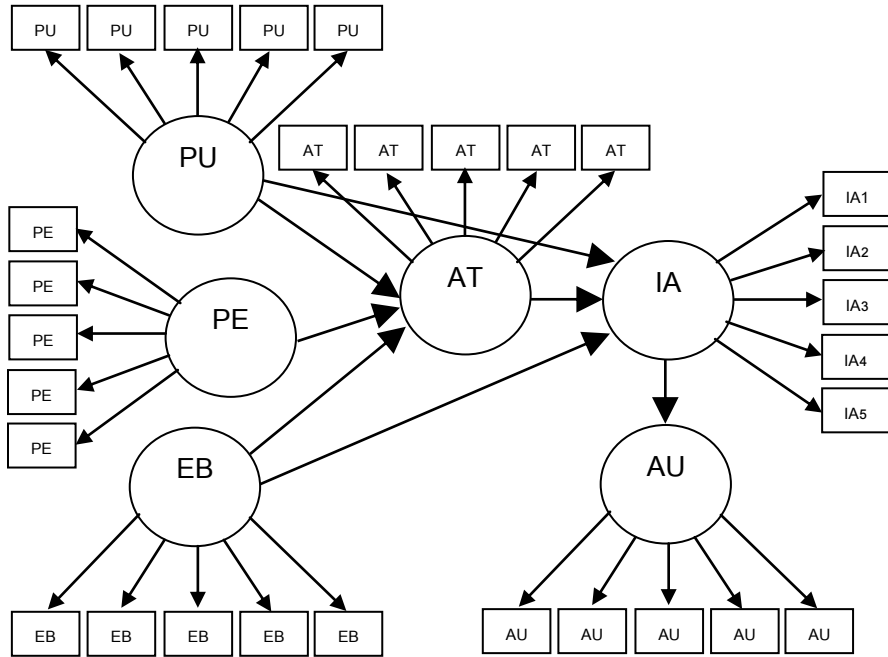 PU PU PU PU PU
PU
AT AT AT AT AT
AT
PE
PE
PE
PE
PE
PE
IA
IA1
IA2
IA3
IA4
IA5
EB
EB EB EB EB EB
AU
AU AU AU AU AU